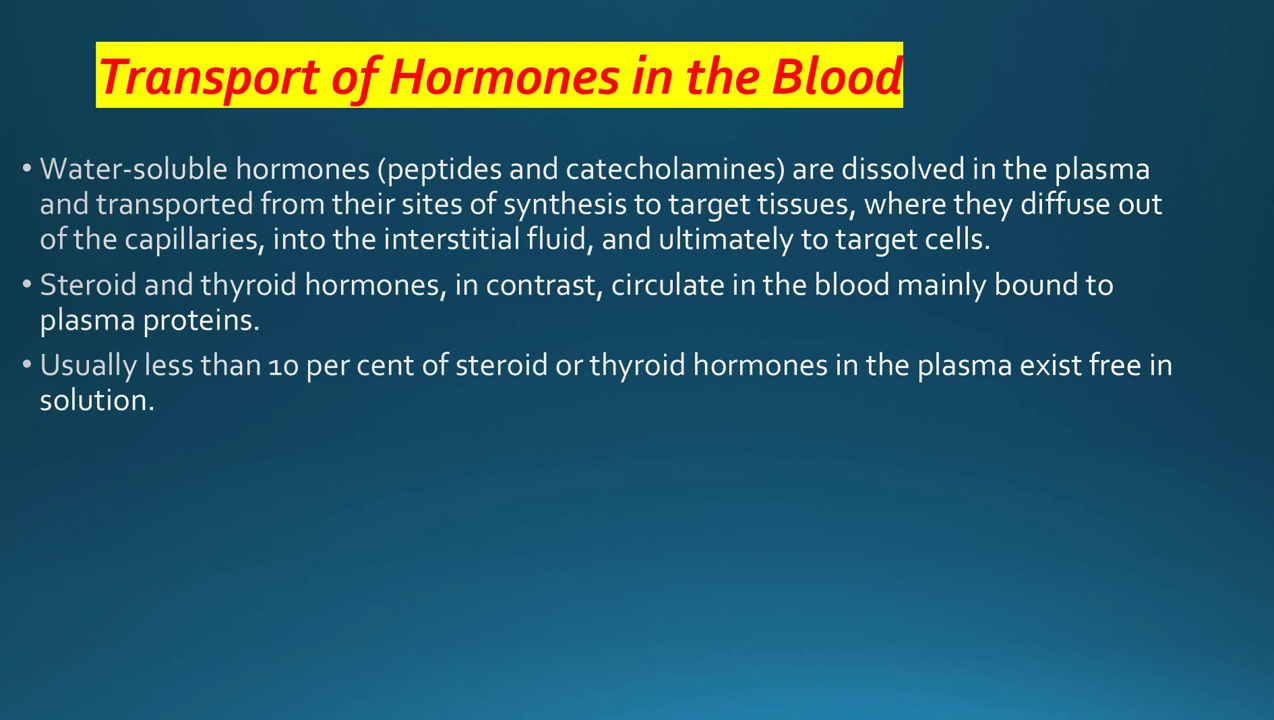 Transport of Hormones in the Blood
• Water-soluble hormones (peptides and catecholamines) are dissolved in the plasma
and transported from their sites of synthesis to target tissues, where they diffuse out
of the capillaries, into the interstitial fluid, and ultimately to target cells.
• Steroid and thyroid hormones, in contrast, circulate in the blood mainly bound to
plasma proteins.
• Usually less than 10 per cent of steroid or thyroid hormones in the plasma exist free in
solution.